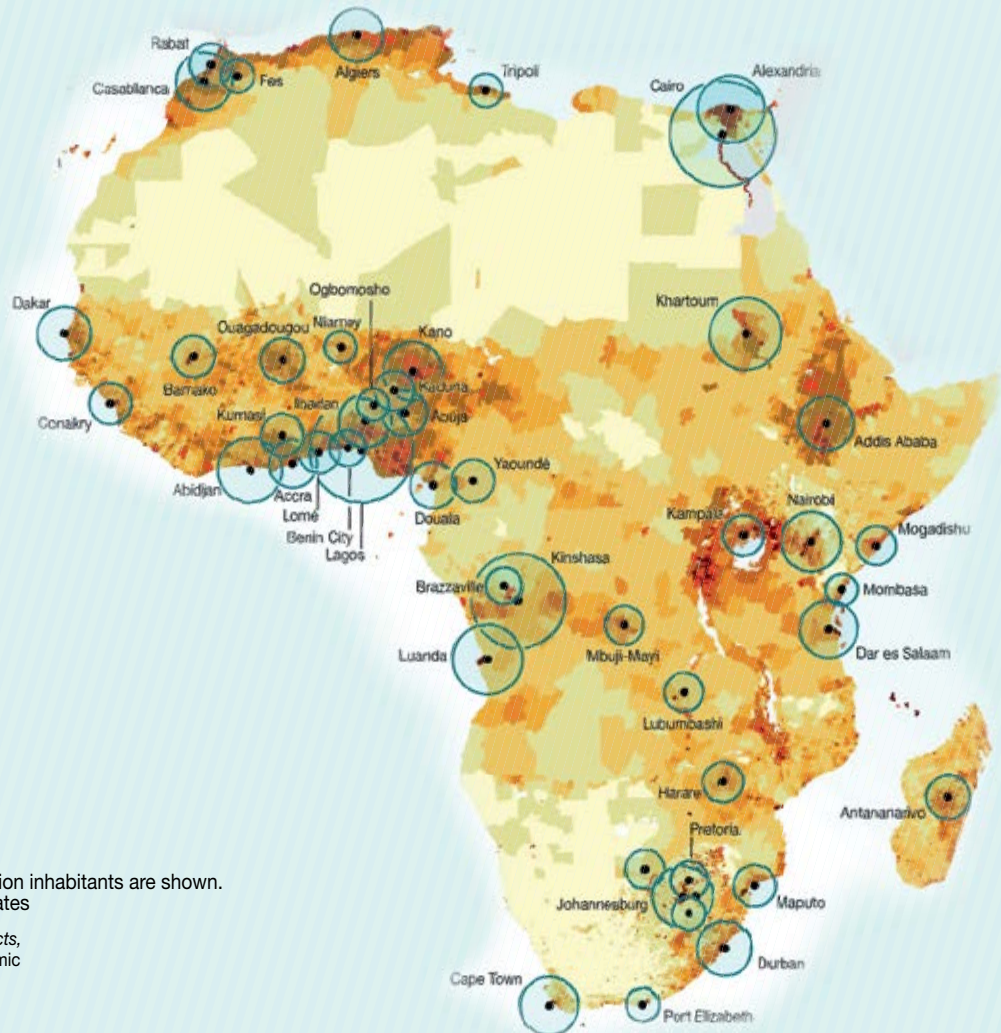 Rabat
Casablanca
Fes
Algiers
Tripoli
Cairo
Alexandria
Dakar
Ogbomosho
Ouagadougou
Niamey
Kano
Khartoum
Bamako
Conakry
Kumasi
Ibadan
Kaduna
Abuja
Addis Ababa
Abidjan
Accra
Lomé
Benin City
Lagos
Douala
Yaoundé
Kampala
Nairobi
Mogadishu
Kinshasa
Brazzaville
Mombasa
Luanda
Mbuji-Mayi
Dar es Salaam
Lubumbashi
Harare
Antananarivo
Pretoria
Johannesburg
Maputo
Durban
Cape Town
Port Elizabeth
ion inhabitants are shown.
ates
cts,
mic